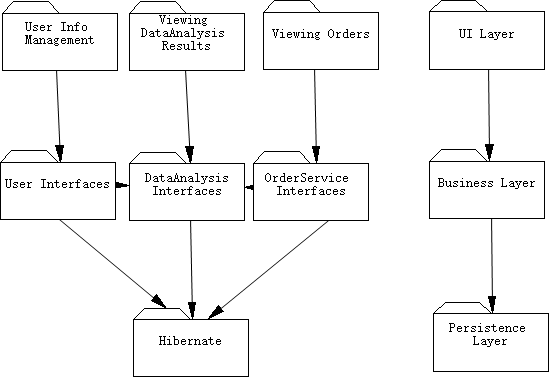 User Info
Management
Viewing
DataAnalysis
Results
Viewing Orders
UI Layer
User Interfaces
DataAnalysis
Interfaces
OrderService
Interfaces
Business Layer
Hibernate
Persistence
Layer